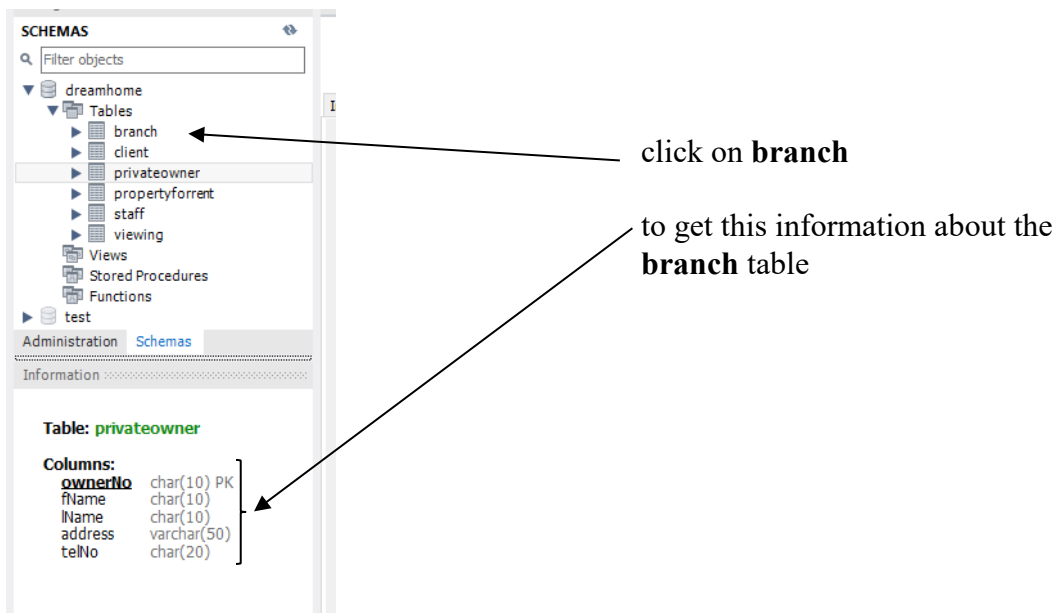 SCHEMAS
Filter objects
dreamhome
Tables
branch
client
privateowner
propertyforrent
staff
viewing
Views
Stored Procedures
Functions
test
Administration Schemas
Information
Table: privateowner
Columns:
ownerNo char(10) PK
fName char(10)
lName char(10)
address varchar(50)
telNo char(20)
click on branch
to get this information about the
branch table